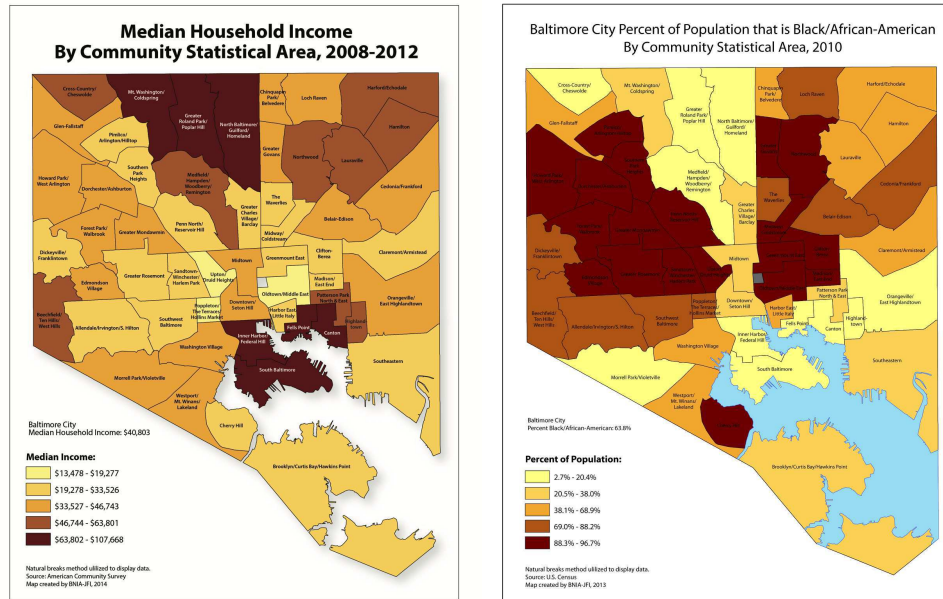 Median Household Income
By Community Statistical Area, 2008-2012
Cross-Country/
Cheswolde
Mt. Washington/
Coldspring
Greater
Roland Park/
Poplar Hill
North Baltimore/
Guilford/
Homeland
Chinquapin
Park/
Belvedere
Loch Raven
Harford/Echodale
Glen-Fallstaff
Pimlico/
Arlington/Hilltop
Hamilton
Greater
Govans
Northwood
Lauraville
Howard Park/
West Arlington
Southern
Park
Heights
Dorchester/Ashburton
Medfield/
Hampden/
Woodberry/
Remington
Cedonia/Frankford
Greater
Charles
Village/
Barclay
The
Waverlies
Forest Park/
Walbrook
Greater Mondawmin
Penn North/
Reservoir Hill
Belair-Edison
Midway/
Coldstream
Dickeyville/
Franklintown
Greater Rosemont
Sandtown-
Winchester/
Harlem Park
Upton/
Druid Heights
Midtown
Greenmount East
Clifton-
Berea
Claremont/Armistead
Edmondson
Village
Madison/
East End
Oldtown/Middle East
Beechfield/
Ten Hills/
West Hills
Allendale/Irvington/S. Hilton
Southwest
Baltimore
Poppleton/
The Terraces/
Hollins Market
Downtown/
Seton Hill
Harbor East/
Little Italy
Patterson Park
North & East
Orangeville/
East Highlandtown
Highland-
town
Fells Point
Canton
Inner Harbor/
Federal Hill
Washington Village
Southeastern
Morrell Park/Violetville
South Baltimore
Westport/
Mt. Winans/
Lakeland
Cherry Hill
Brooklyn/Curtis Bay/Hawkins Point
Baltimore City
Median Household Income: $40,803
Median Income:
$13,478 - $19,277
$19,278 - $33,526
$33,527 - $46,743
$46,744 - $63,801
$63,802 - $107,668
Natural breaks method ulilized to display data.
Source: American Community Survey
Map created by BNIA-JFI, 2014
Baltimore City Percent of Population that is Black/African-American
By Community Statistical Area, 2010
Cross-Country/
Cheswolde
Mt. Washington/
Coldspring
Greater
Roland Park/
Poplar Hill
North Baltimore/
Guilford/
Homeland
Chinquapin
Park/
Belvedere
Loch Raven
Harford/Echodale
Glen-Fallstaff
Hamilton
Lauraville
Medfield/
Hampden/
Woodberry/
Remington
Cedonia/Frankford
Greater
Charles
Village/
Barclay
The
Waverlies
Belair-Edison
Dickeyville/
Franklintown
Midtown
Claremont/Armistead
Beechfield/
Ten Hills/
West Hills
Allendale/Irvington/S. Hilton
Southwest
Baltimore
Poppleton/
The Terraces/
Hollins Market
Downtown/
Seton Hill
Harbor East/
Little Italy
Patterson Park
North & East
Orangeville/
East Highlandtown
Highland-
town
Fells Point
Canton
Inner Harbor/
Federal Hill
Washington Village
Southeastern
Morrell Park/Violetville
South Baltimore
Westport/
Mt. Winans/
Lakeland
Brooklyn/Curtis Bay/Hawkins Point
Baltimore City
Percent Black/African-American: 63.8%
Percent of Population:
2.7% - 20.4%
20.5% - 38.0%
38.1% - 68.9%
69.0% - 88.2%
88.3% - 96.7%
Natural breaks method ulilized to display data.
Source: U.S. Census
Map created by BNIA-JFI, 2013